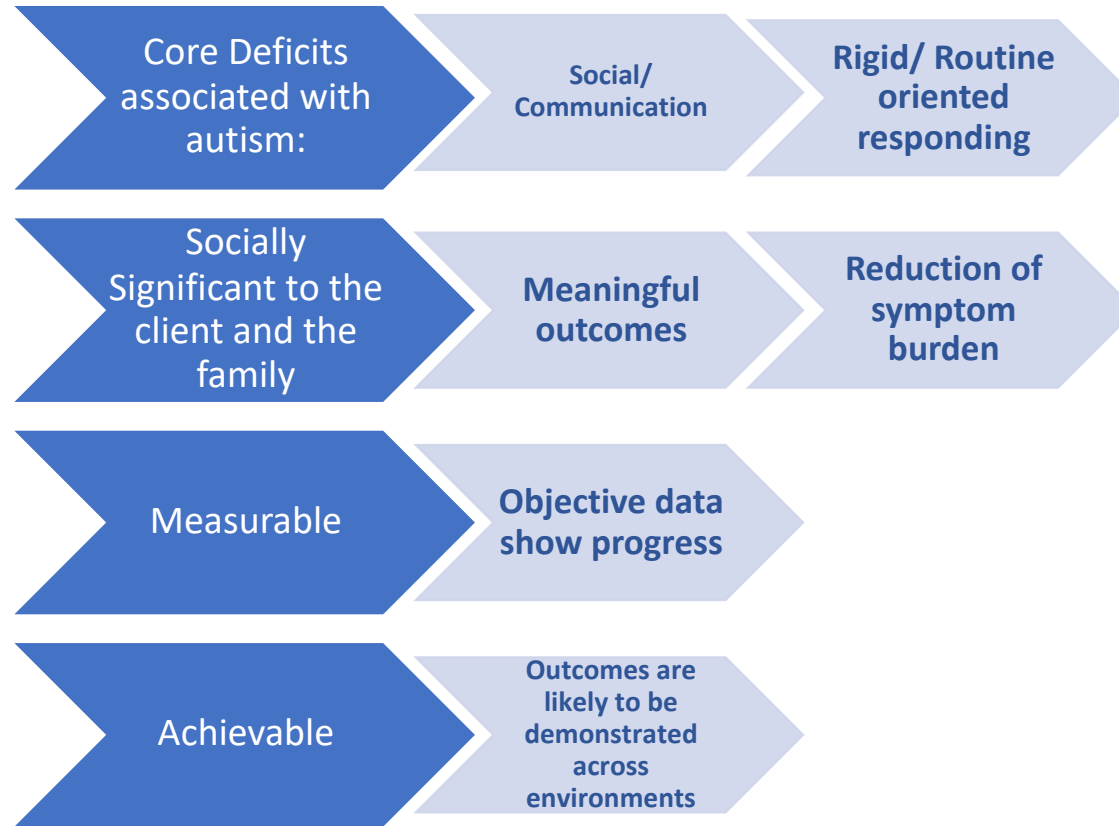 Core Deficits
associated with
autism:
Social/
Communication
Rigid/ Routine
oriented
responding
Socially
Significant to the
client and the
family
Meaningful
outcomes
Reduction of
symptom
burden
Measurable
Objective data
show progress
Achievable
Outcomes are
likely to be
demonstrated
across
environments